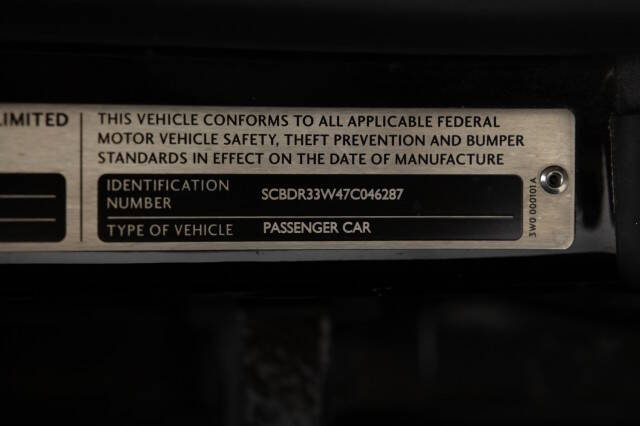 LIMITED
THIS VEHICLE CONFORMS TO ALL APPLICABLE FEDERAL
MOTOR VEHICLE SAFETY, THEFT PREVENTION AND BUMPER
STANDARDS IN EFFECT ON THE DATE OF MANUFACTURE
IDENTIFICATION
NUMBER
SCBDR33W47C046287
TYPE OF VEHICLE
PASSENGER CAR
3W0 000101A